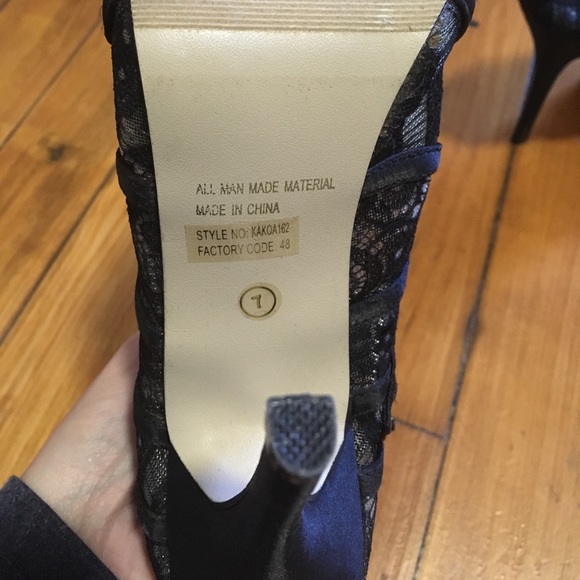 ALL MAN MADE MATERIAL
MADE IN CHINA
STYLE NO: KAKOA162
FACTORY CODE: 48
7